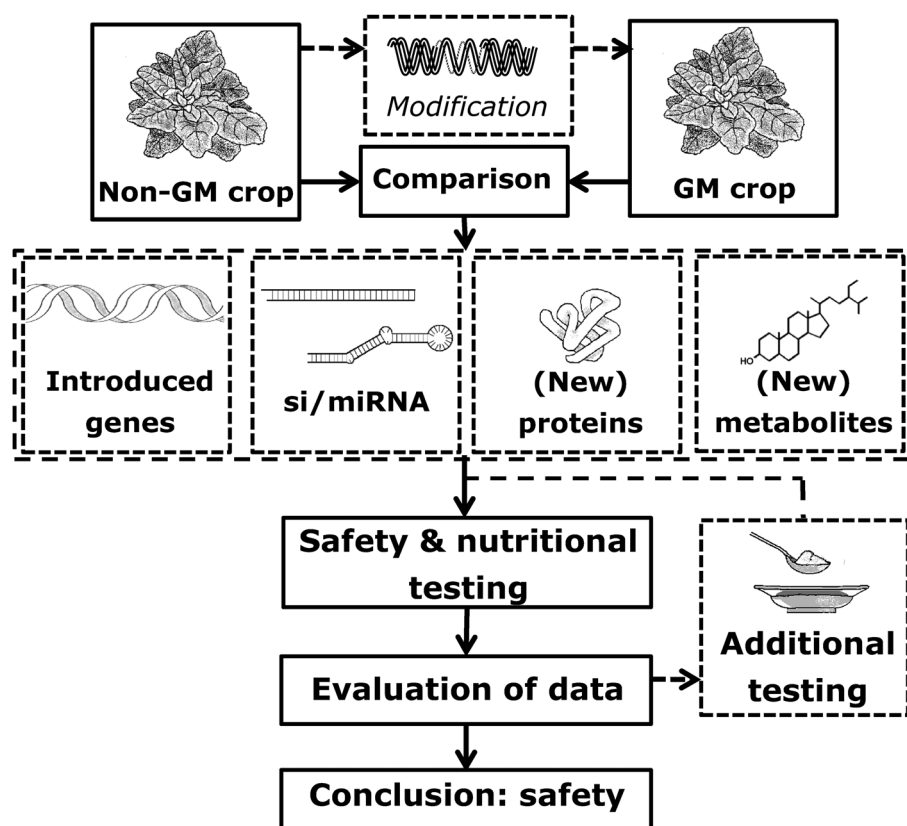 Modification
Non-GM crop
Comparison
GM crop
Introduced
genes
si/miRNA
(New)
proteins
HO
(New)
metabolites
Safety & nutritional
testing
Additional
testing
Evaluation of data
Conclusion: safety